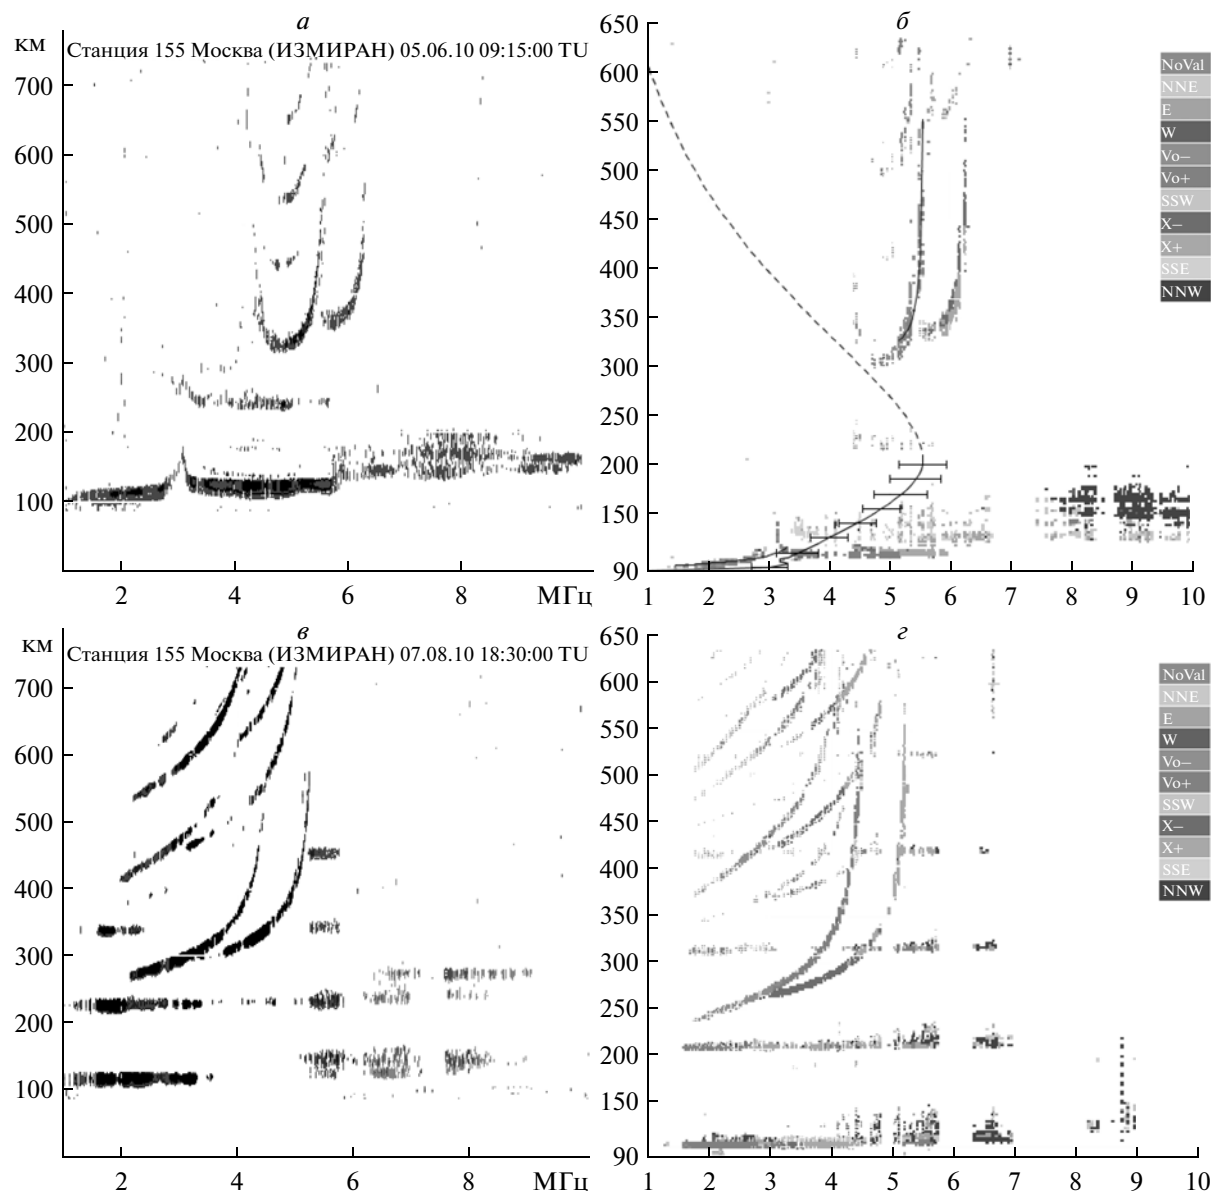 а
км
Станция 155 Москва (ИЗМИРАН) 05.06.10 09:15:00 TU
700
600
500
400
300
200
100
2
4
6
8
МГц
б
650
600
550
500
450
400
350
300
250
200
150
90
1
2
3
4
5
6
7
8
9
10
NoVal
NNE
E
W
Vo−
Vo+
SSW
X−
X+
SSE
NNW
в
км
Станция 155 Москва (ИЗМИРАН) 07.08.10 18:30:00 TU
700
600
500
400
300
200
100
2
4
6
8
МГц
г
650
600
550
500
450
400
350
300
250
200
150
90
1
2
3
4
5
6
7
8
9
10
NoVal
NNE
E
W
Vo−
Vo+
SSW
X−
X+
SSE
NNW